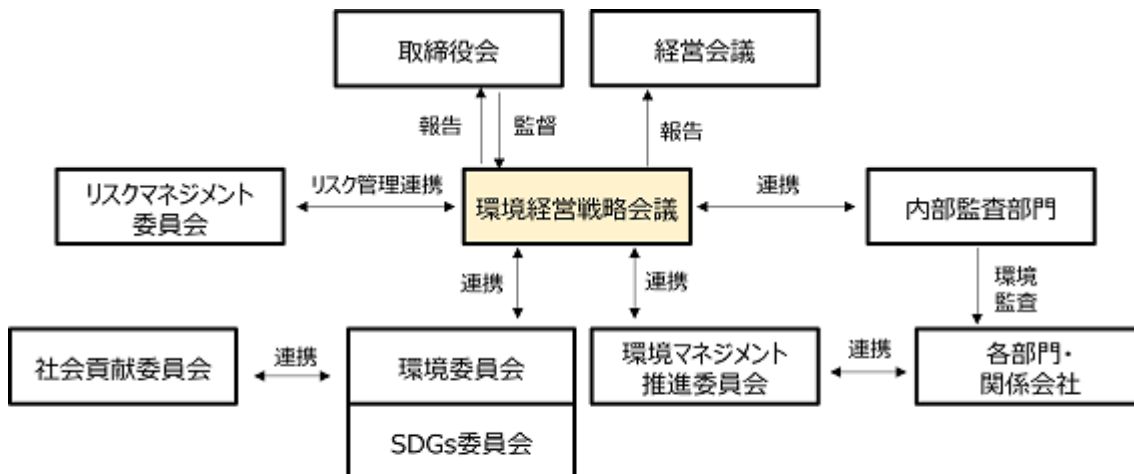 取締役会
経営会議
報告
監督
報告
リスクマネジメント
委員会
リスク管理連携
環境経営戦略会議
連携
内部監査部門
連携
連携
環境
監査
社会貢献委員会
連携
環境委員会
SDGs委員会
環境マネジメント
推進委員会
連携
各部門・
関係会社